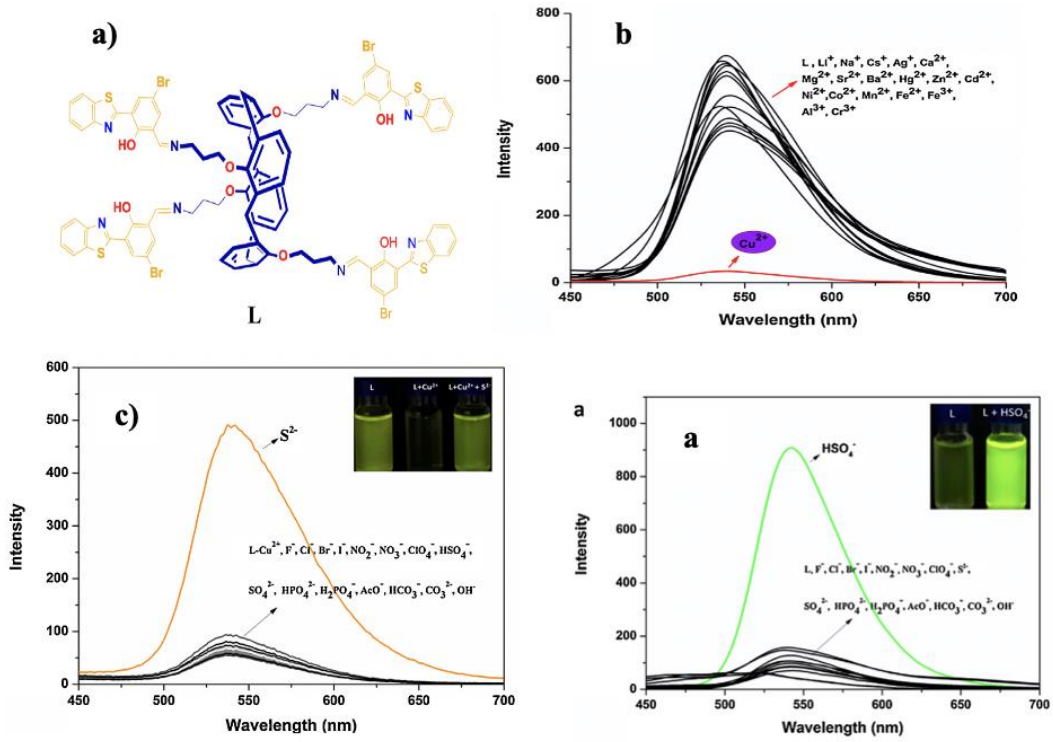 a)
Br
N
S
HO
N
O
Br
N
OH
N
S
O
HO
N
S
N
O
Br
O
N
OH
N
S
Br
L
b
800
600
400
200
0
450
500
550
600
650
700
Intensity
Wavelength (nm)
L , Li⁺, Na⁺, Cs⁺, Ag⁺, Ca²⁺,
Mg²⁺, Sr²⁺, Ba²⁺, Hg²⁺, Zn²⁺, Cd²⁺,
Ni²⁺,Co²⁺, Mn²⁺, Fe²⁺, Fe³⁺,
Al³⁺, Cr³⁺
Cu²⁺
c)
600
500
400
300
200
100
0
450
500
550
600
650
700
Intensity
Wavelength (nm)
S²⁻
L
L+Cu²⁺
L+Cu²⁺ + S²⁻
L-Cu²⁺, F⁻, Cl⁻, Br⁻, I⁻, NO₂⁻, NO₃⁻, ClO₄⁻, HSO₄⁻,
SO₄²⁻, HPO₄²⁻, H₂PO₄⁻, AcO⁻, HCO₃⁻, CO₃²⁻, OH⁻
a
a
1000
800
600
400
200
0
450
500
550
600
650
700
Intensity
Wavelength (nm)
HSO₄⁻
L
L + HSO₄⁻
L, F⁻, Cl⁻, Br⁻, I⁻, NO₂⁻, NO₃⁻, ClO₄⁻, S²⁻,
SO₄²⁻, HPO₄²⁻, H₂PO₄⁻, AcO⁻, HCO₃⁻, CO₃²⁻, OH⁻